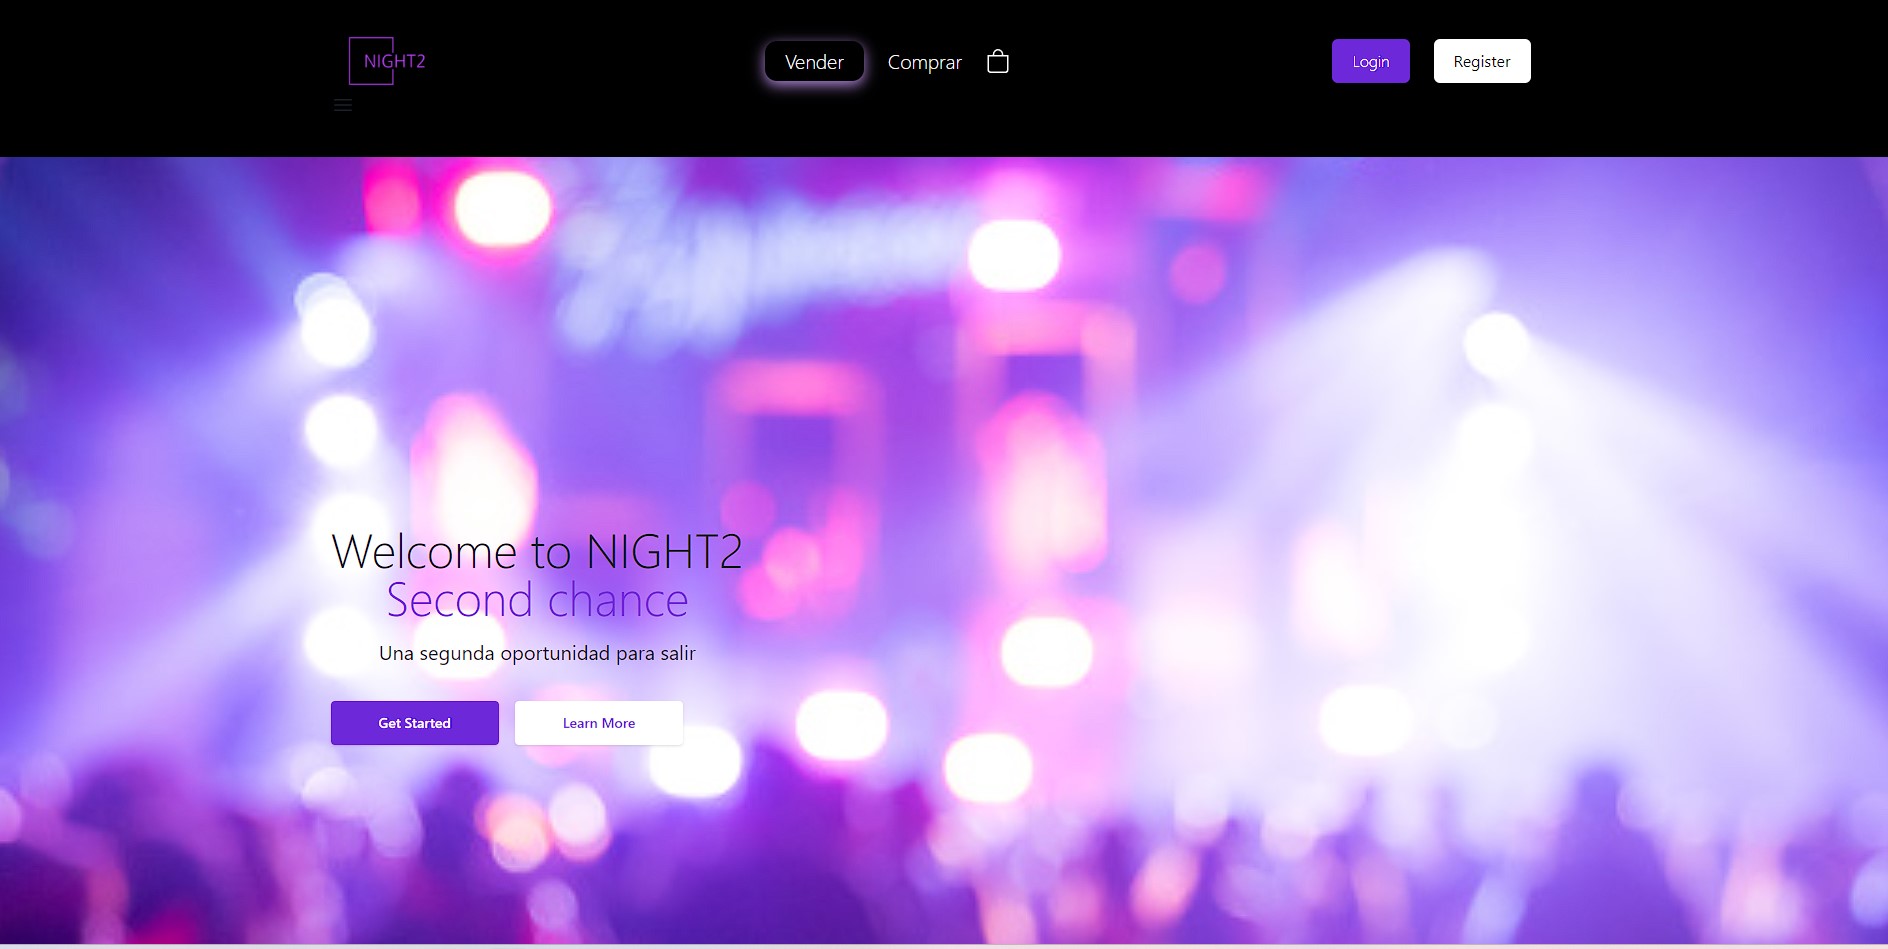 NIGHT2
Vender
Comprar
Login
Register
Welcome to NIGHT2
Second chance
Una segunda oportunidad para salir
Get Started
Learn More